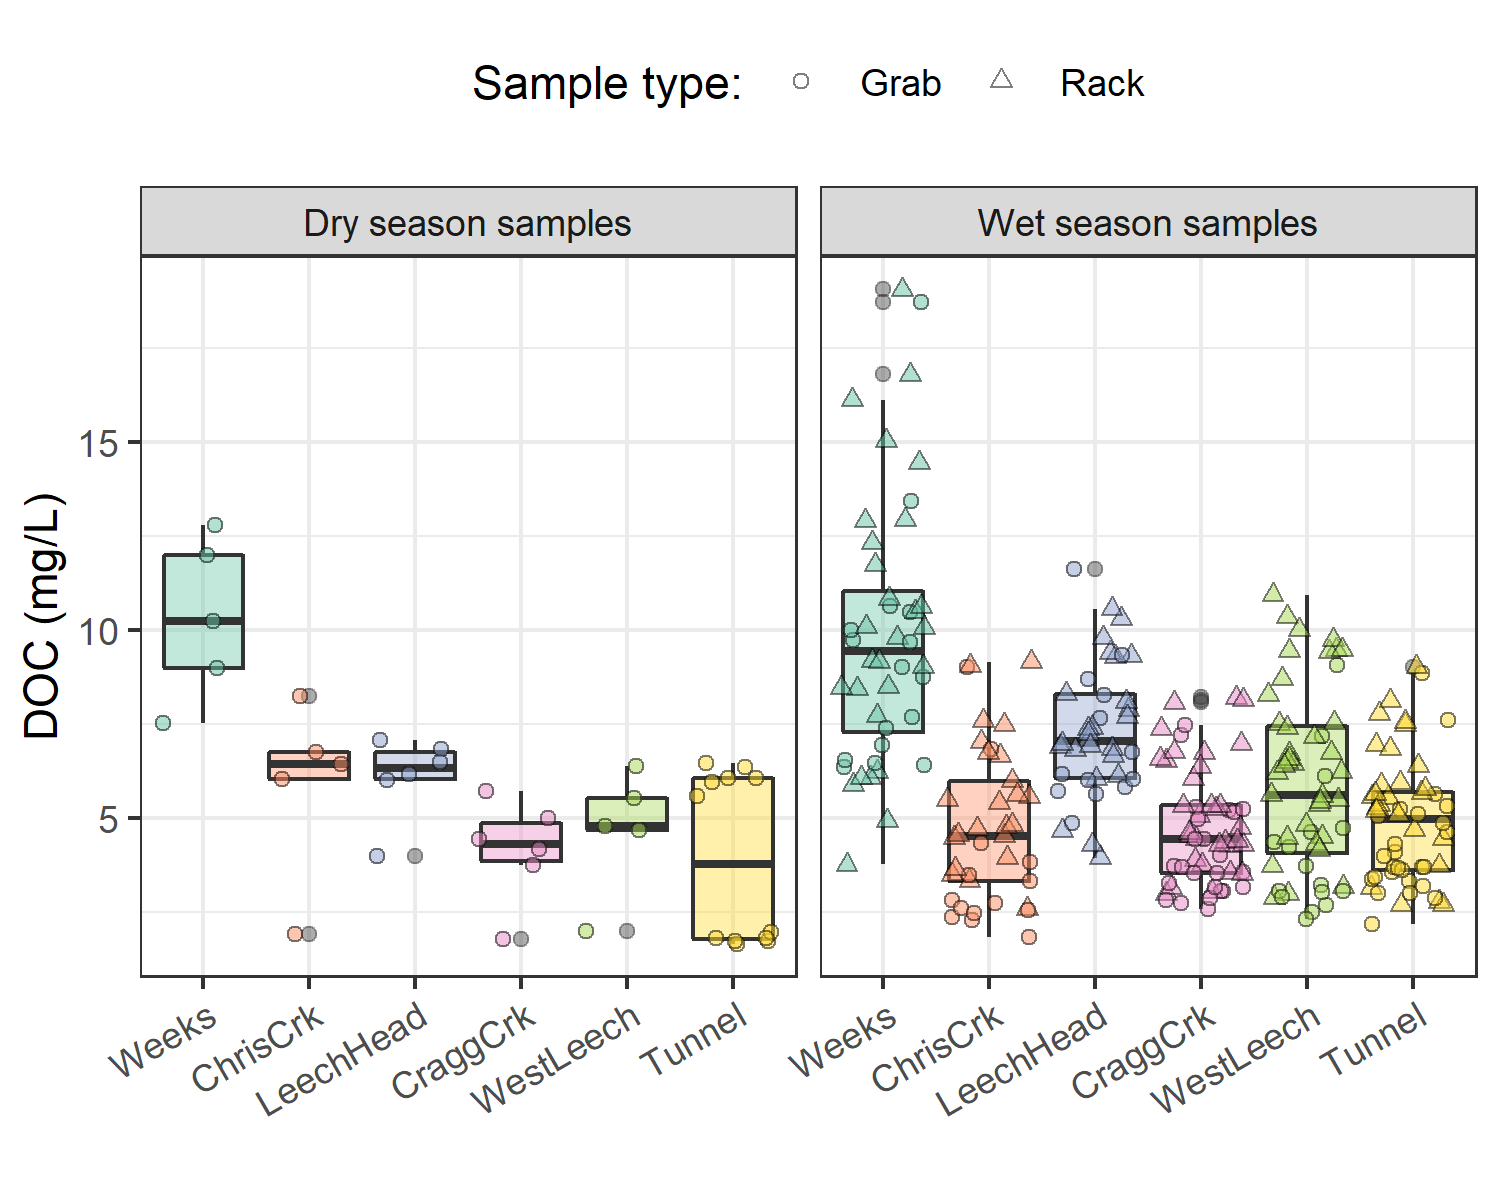 Sample type: Grab Rack
Dry season samples Wet season samples
DOC (mg/L)
15
10
5
Weeks ChrisCrk LeechHead CraggCrk WestLeech Tunnel Weeks ChrisCrk LeechHead CraggCrk WestLeech Tunnel